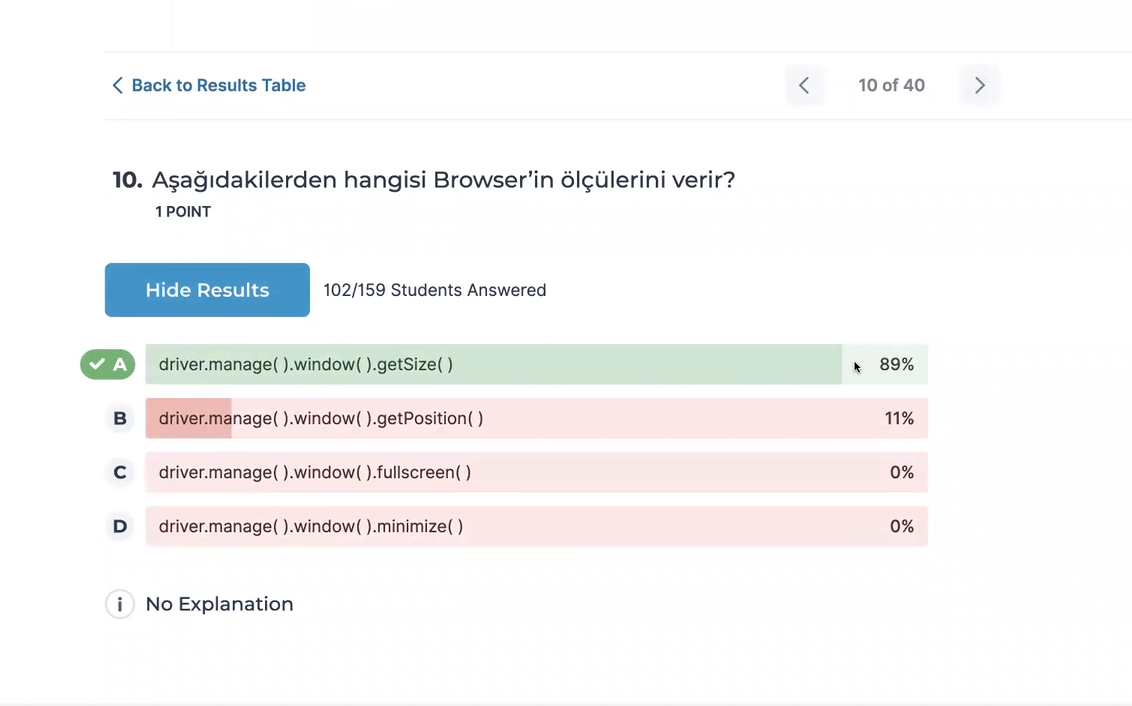 Back to Results Table
10 of 40
10. Aşağıdakilerden hangisi Browser’in ölçülerini verir?
1 POINT
Hide Results
102/159 Students Answered
A driver.manage( ).window( ).getSize( ) 89%
B driver.manage( ).window( ).getPosition( ) 11%
C driver.manage( ).window( ).fullscreen( ) 0%
D driver.manage( ).window( ).minimize( ) 0%
i No Explanation